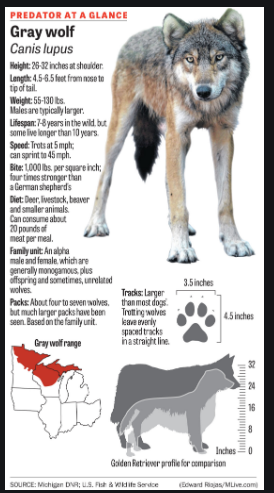 PREDATOR AT A GLANCE
Gray wolf
Canis lupus
Height: 26-32 inches at shoulder.
Length: 4.5-6.5 feet from nose to
tip of tail.
Weight: 55-130 lbs.
Males are typically larger.
Lifespan: 7-8 years in the wild, but
some live longer than 10 years.
Speed: Trots at 5 mph;
can sprint to 45 mph.
Bite: 1,000 lbs. per square inch;
four times stronger than
a German shepherd's
Diet: Deer, livestock, beaver
and smaller animals.
Can consume about
20 pounds of
meat per meal.
Family unit: An alpha
male and female, which are
generally monogamous, plus
offspring and sometimes, unrelated
wolves.
Packs: About four to seven wolves,
but much larger packs have been
seen. Based on the family unit.
Tracks: Larger
than most dogs'.
Trotting wolves
leave evenly
spaced tracks
in a straight line.
3.5 inches
4.5 inches
Gray wolf range
32
24
16
8
Inches 0
Golden Retriever profile for comparison
SOURCE: Michigan DNR; U.S. Fish & Wildlife Service
(Edward Riojas/MLive.com)